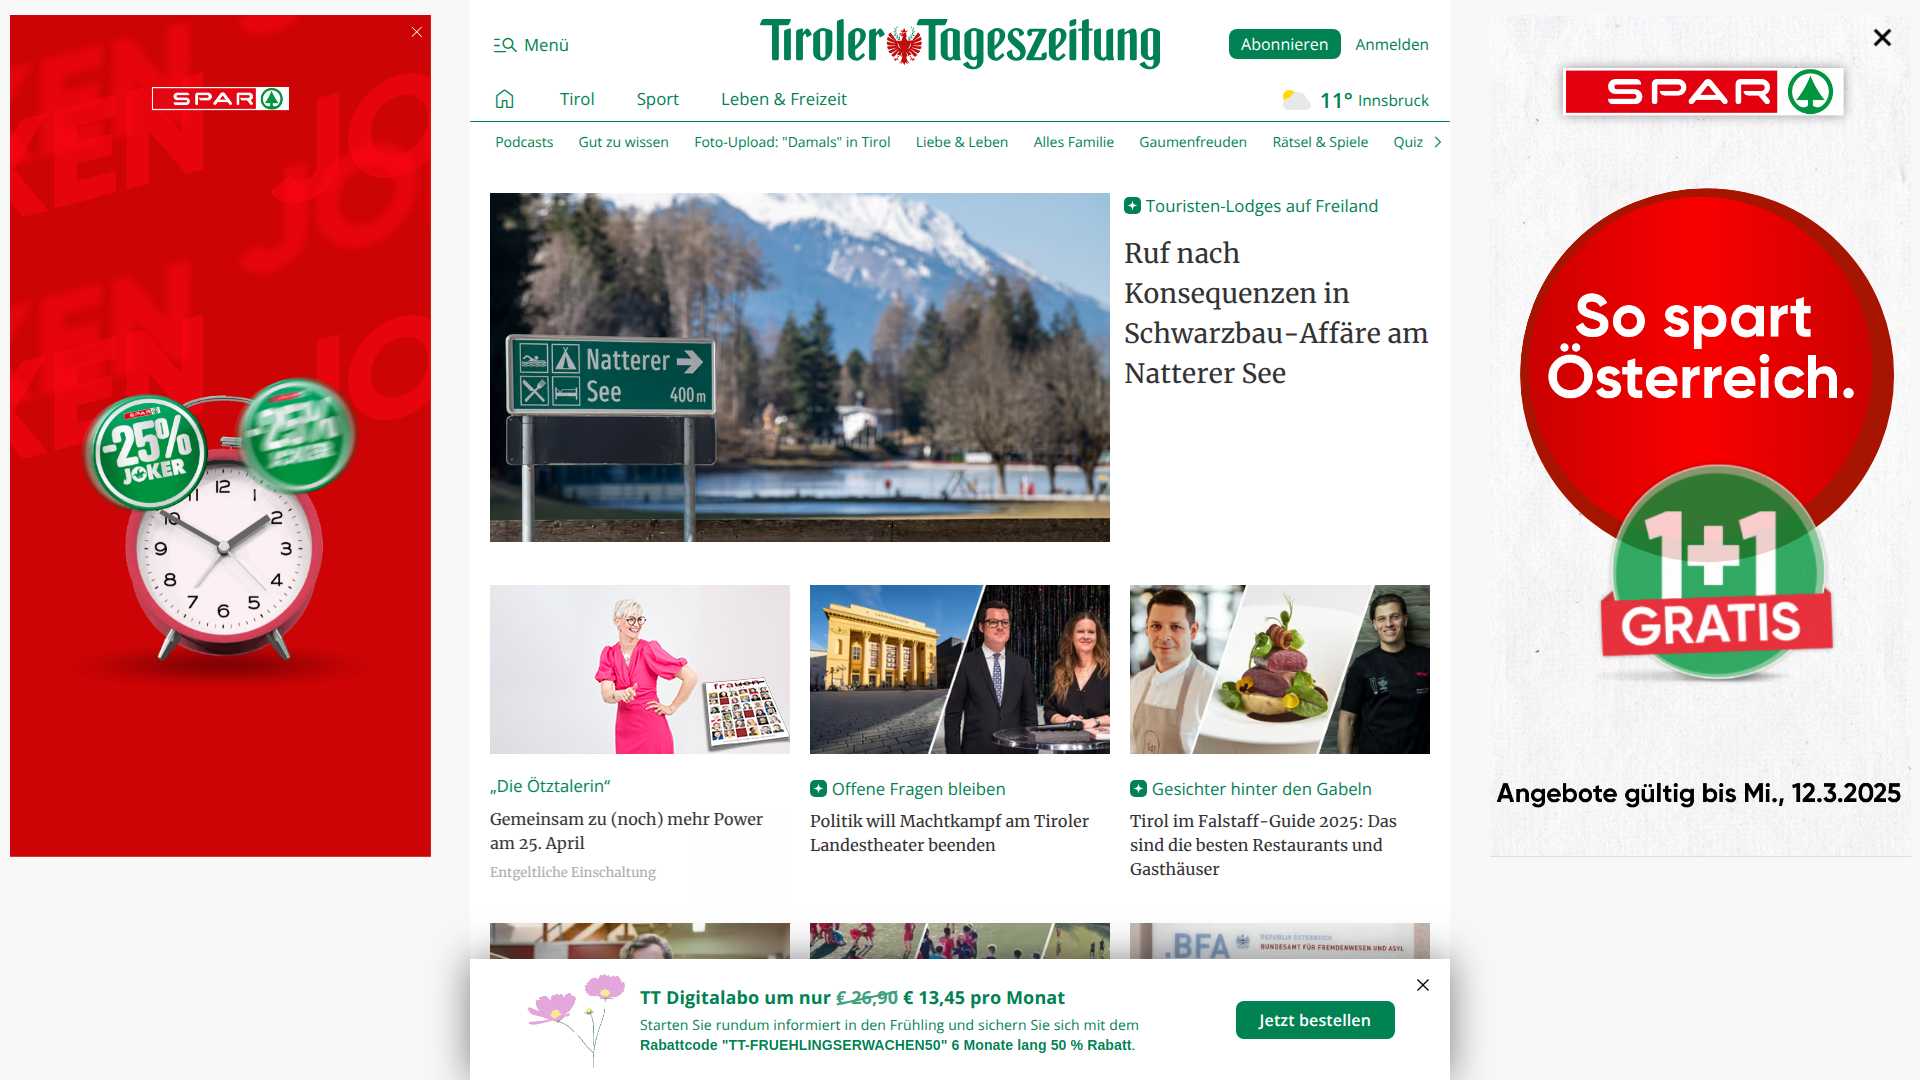 SPAR
-25%
JOKER
12
1
2
3
4
5
6
7
8
9
10
11
Menü
Tiroler Tageszeitung
Abonnieren
Anmelden
Tirol
Sport
Leben & Freizeit
11° Innsbruck
Podcasts
Gut zu wissen
Foto-Upload: "Damals" in Tirol
Liebe & Leben
Alles Familie
Gaumenfreuden
Rätsel & Spiele
Quiz
Natterer
See
400 m
Touristen-Lodges auf Freiland
Ruf nach
Konsequenzen in
Schwarzbau-Affäre am
Natterer See
frauen
„Die Ötztalerin“
Gemeinsam zu (noch) mehr Power
am 25. April
Entgeltliche Einschaltung
Offene Fragen bleiben
Politik will Machtkampf am Tiroler
Landestheater beenden
Gesichter hinter den Gabeln
Tirol im Falstaff-Guide 2025: Das
sind die besten Restaurants und
Gasthäuser
.BFA
REPUBLIK ÖSTERREICH
BUNDESAMT FÜR FREMDENWESEN UND ASYL
TT Digitalabo um nur € 26,90 € 13,45 pro Monat
Starten Sie rundum informiert in den Frühling und sichern Sie sich mit dem
Rabattcode "TT-FRUEHLINGSERWACHEN50" 6 Monate lang 50 % Rabatt.
Jetzt bestellen
SPAR
So spart
Österreich.
1+1
GRATIS
Angebote gültig bis Mi., 12.3.2025